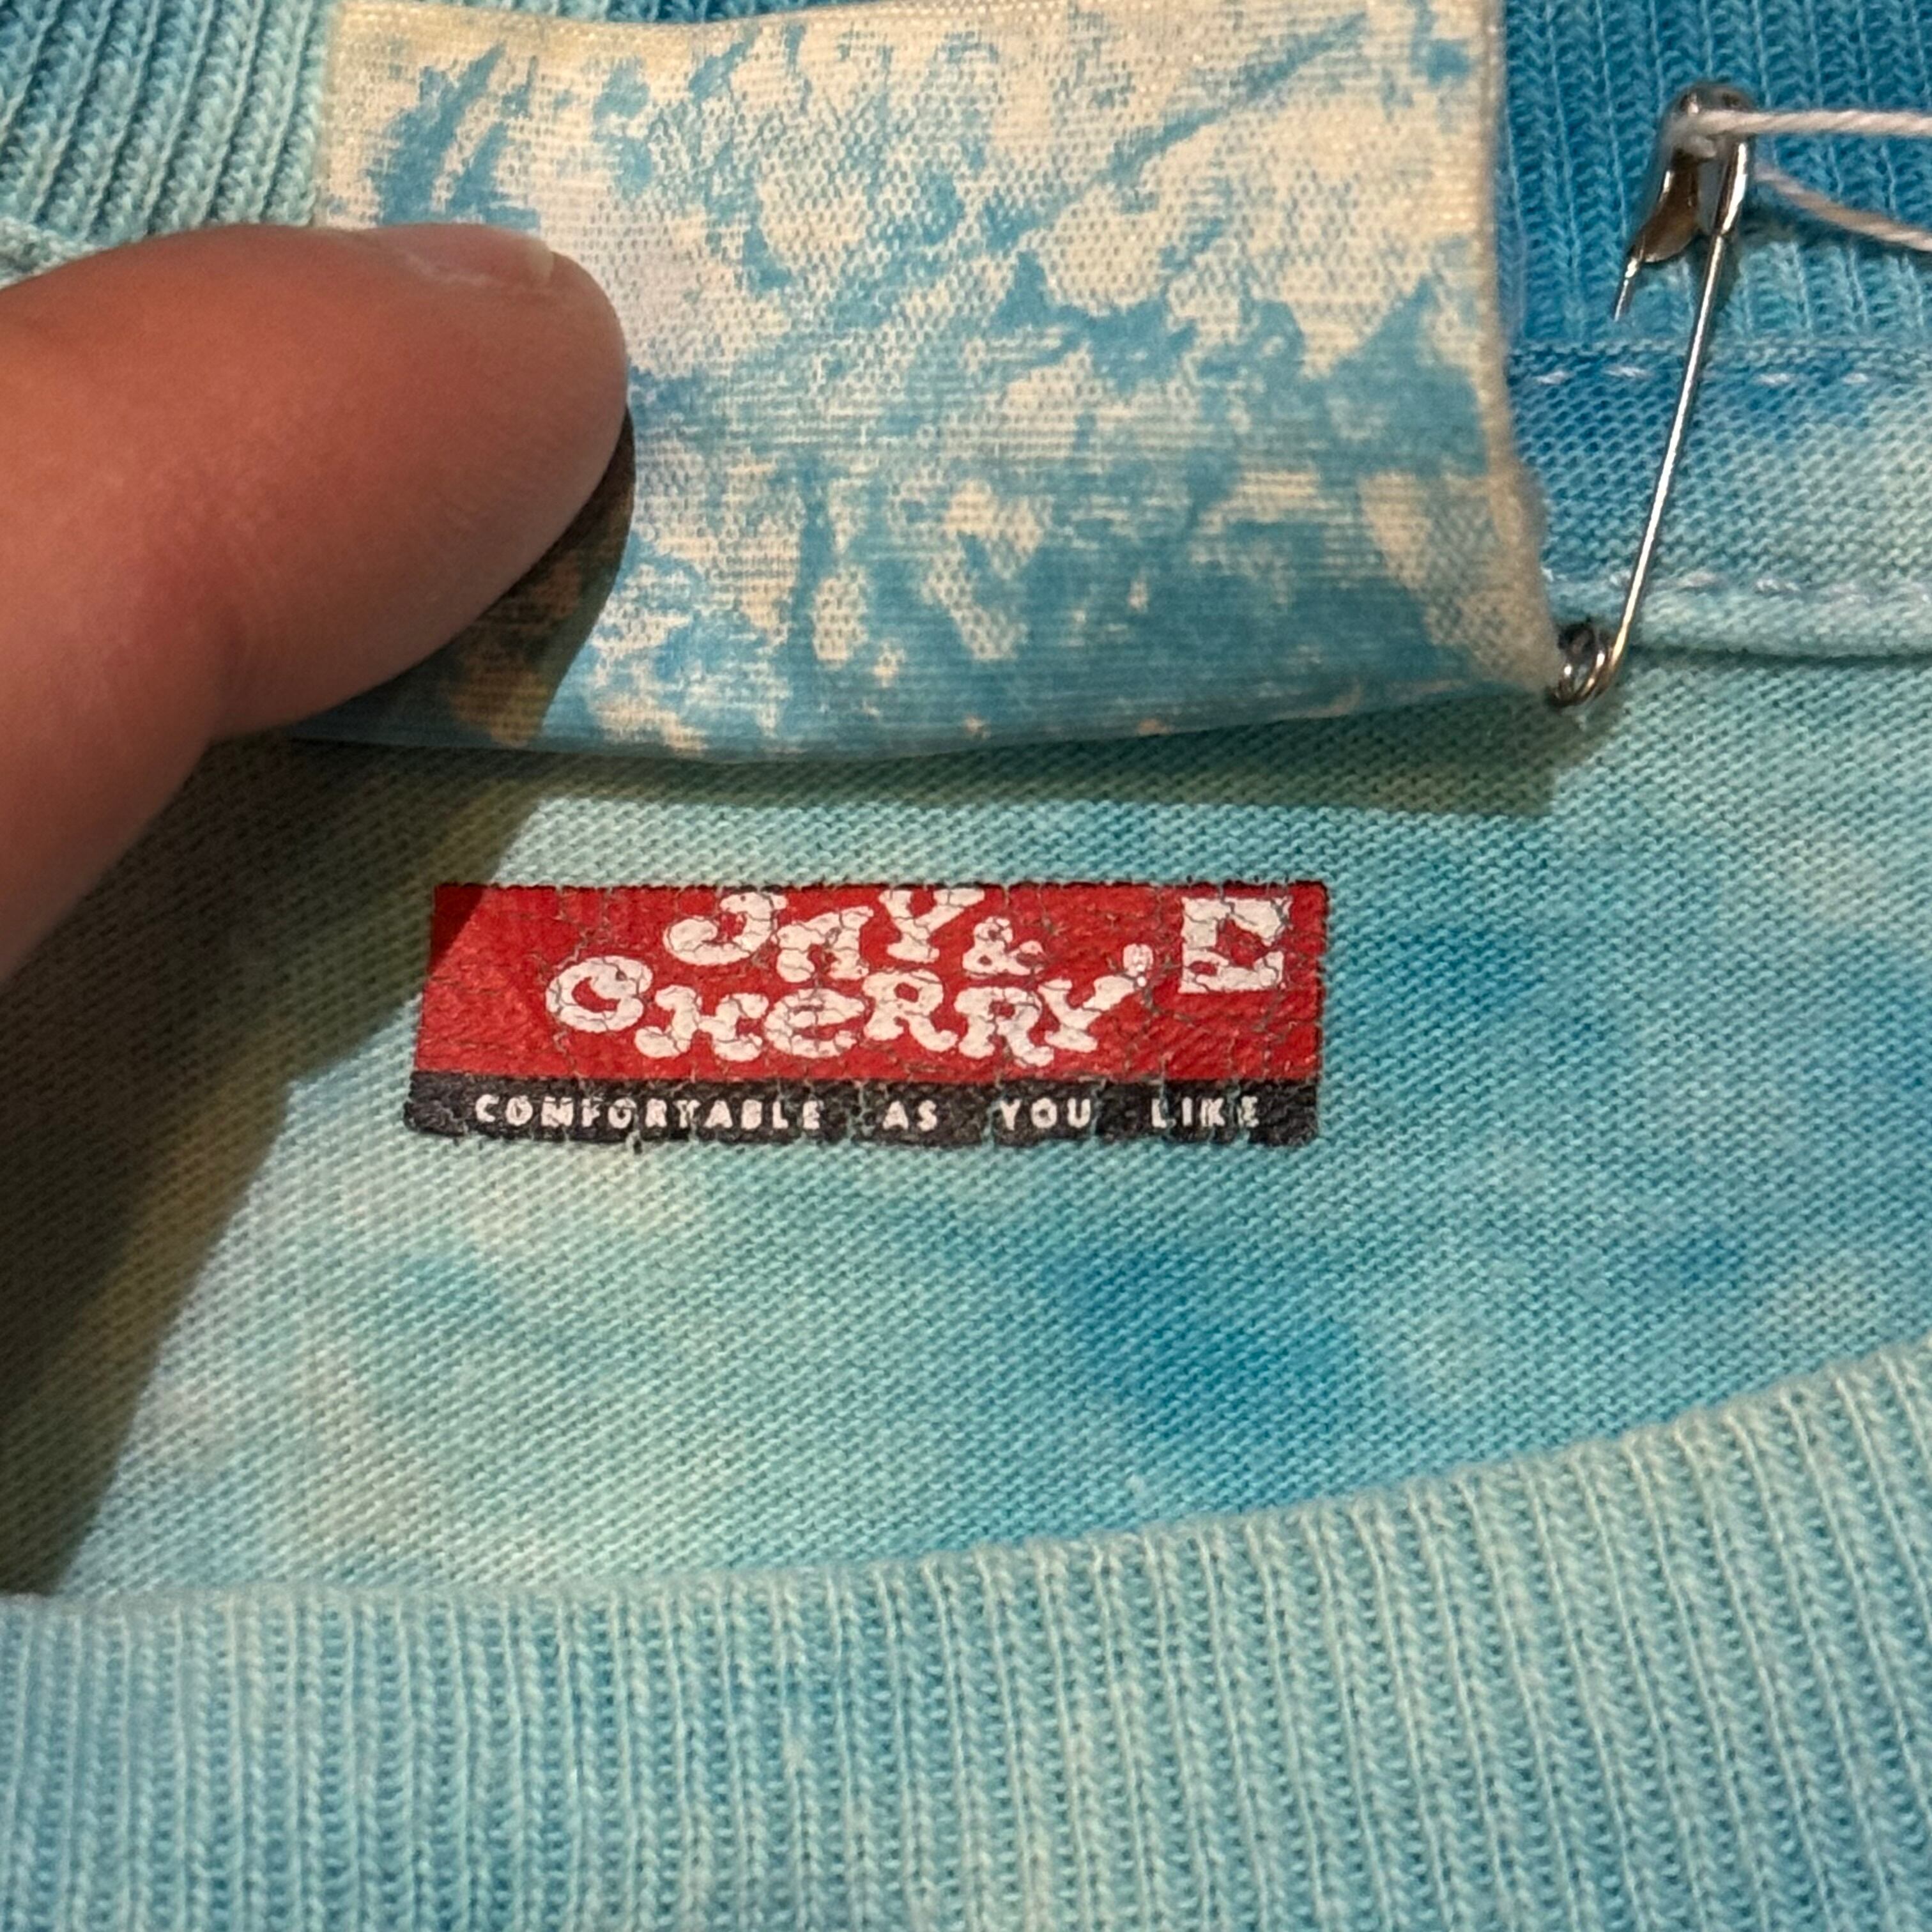 JAY &
CHERRY'
COMFORTABLE AS YOU LIKE